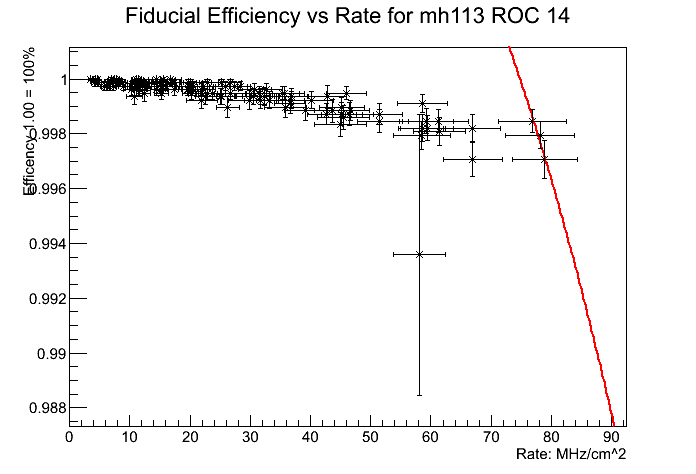 Fiducial Efficiency vs Rate for mh113 ROC 14
Efficency 1.00 = 100%
1
0.998
0.996
0.994
0.992
0.99
0.988
0 10 20 30 40 50 60 70 80 90
Rate: MHz/cm^2